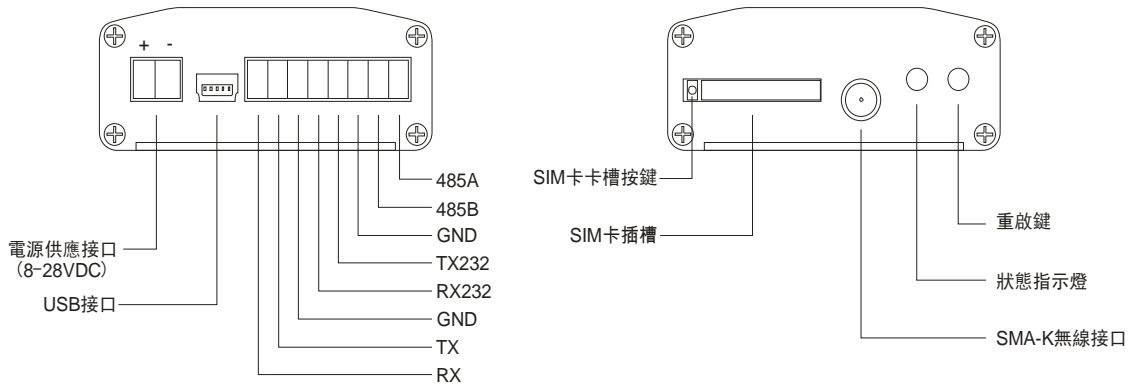 + -
485A
485B
GND
TX232
RX232
GND
TX
RX
電源供應接口
(8-28VDC)
USB接口
SIM卡卡槽按鍵
SIM卡插槽
重啟鍵
狀態指示燈
SMA-K無線接口